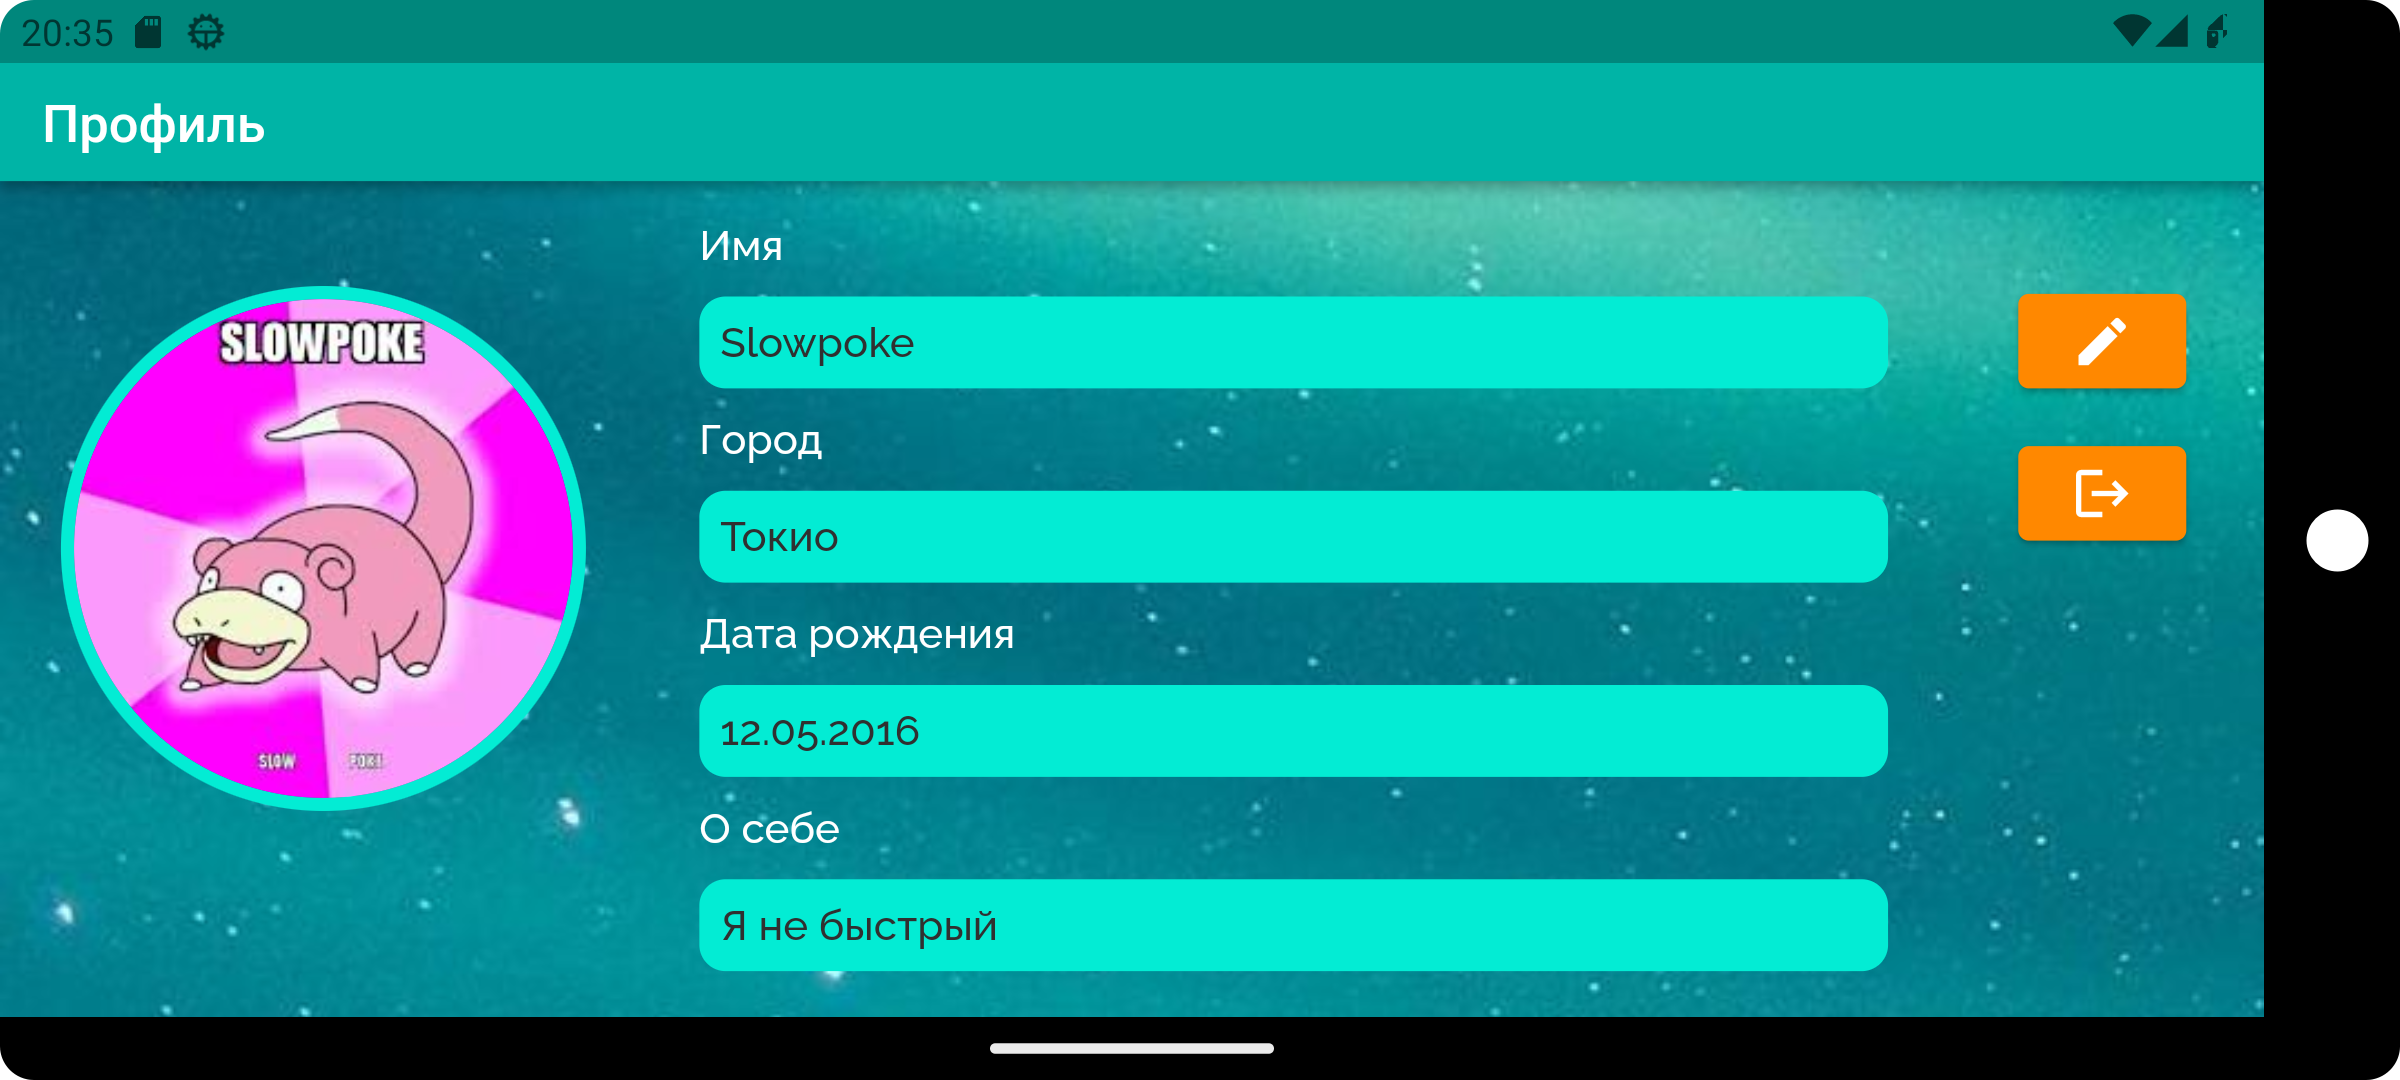 20:35
Профиль
SLOWPOKE
SLOW POKE
Имя
Slowpoke
Город
Токио
Дата рождения
12.05.2016
О себе
Я не быстрый